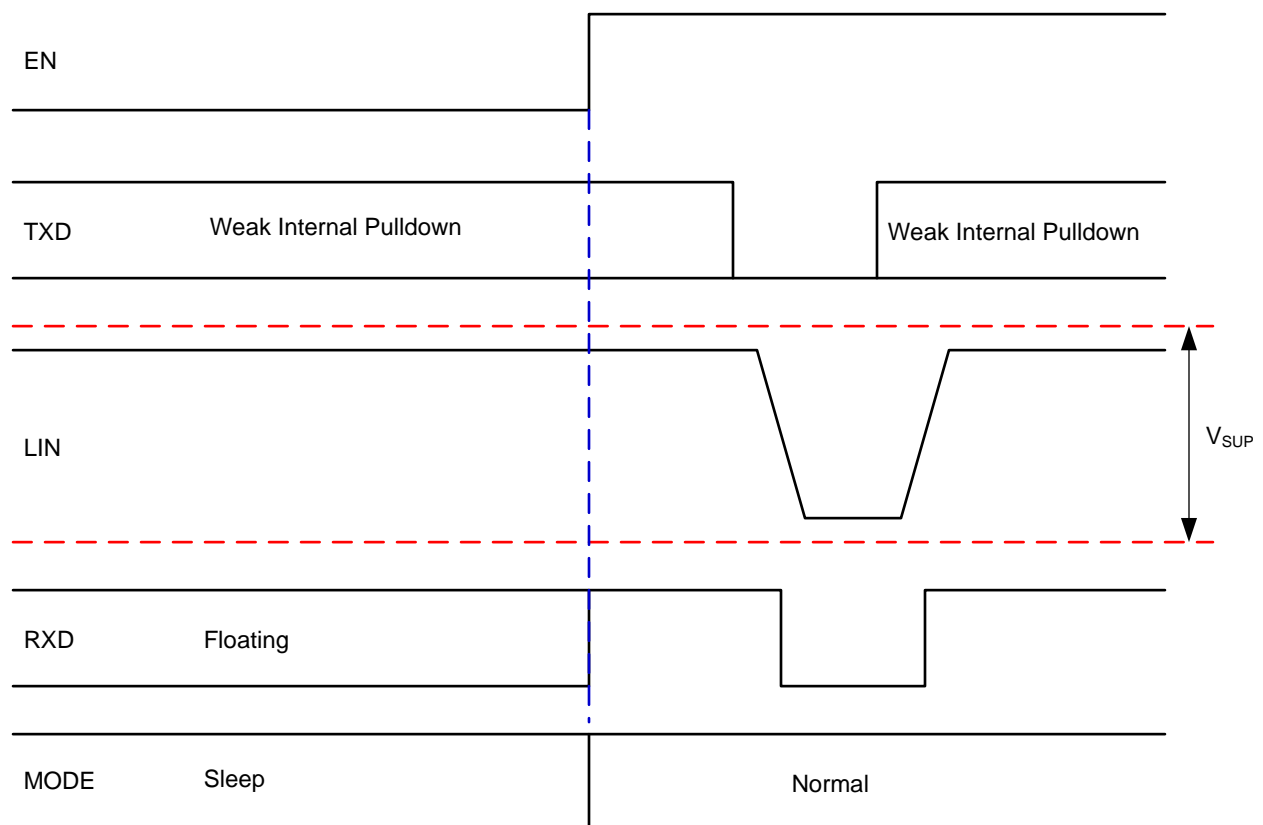 EN
TXD
Weak Internal Pulldown
Weak Internal Pulldown
LIN
VSUP
RXD
Floating
MODE
Sleep
Normal